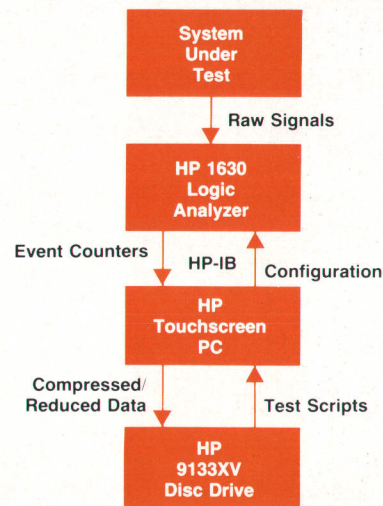 System
Under
Test
Raw Signals
HP 1630
Logic
Analyzer
Event Counters
HP-IB
Configuration
HP
Touchscreen
PC
Compressed/
Reduced Data
Test Scripts
HP
9133XV
Disc Drive